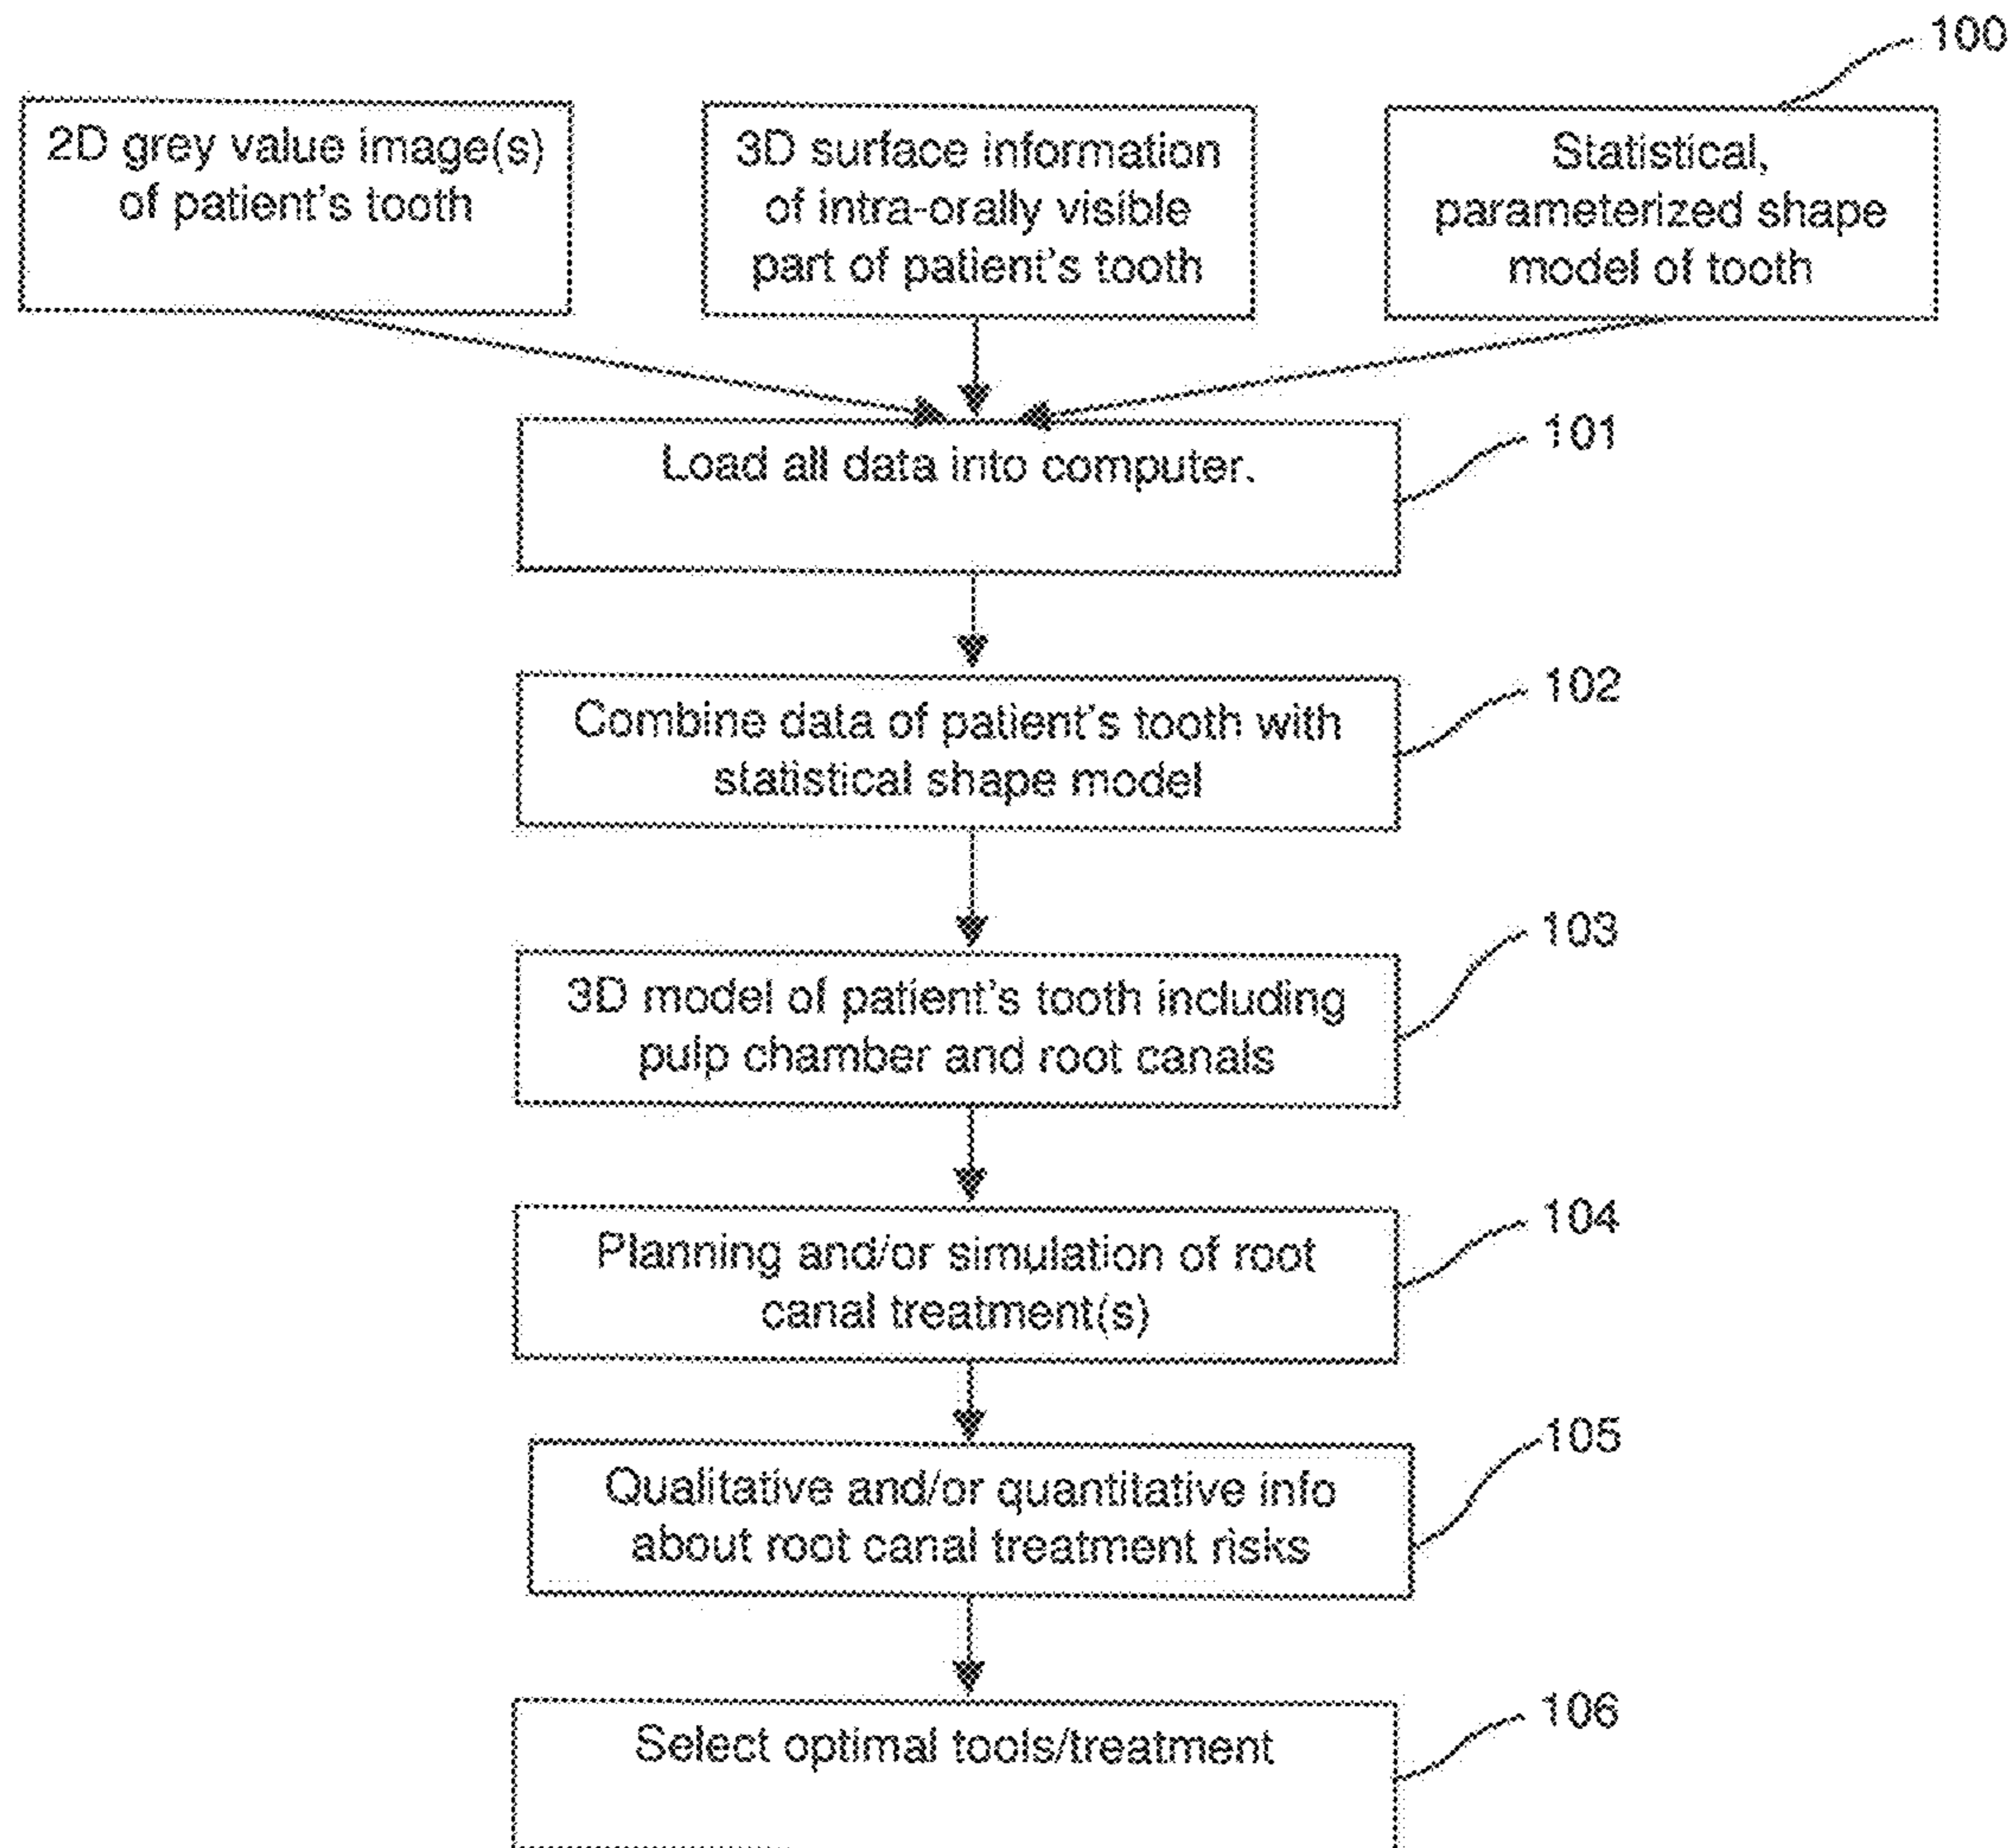 100
2D grey value image(s)
of patient's tooth
3D surface information
of intra-orally visible
part of patient's tooth
Statistical,
parameterized shape
model of tooth
Load all data into computer.
101
Combine data of patient's tooth with
statistical shape model
102
3D model of patient's tooth including
pulp chamber and root canals
103
Planning and/or simulation of root
canal treatment(s)
104
Qualitative and/or quantitative info
about root canal treatment risks
105
Select optimal tools/treatment
106